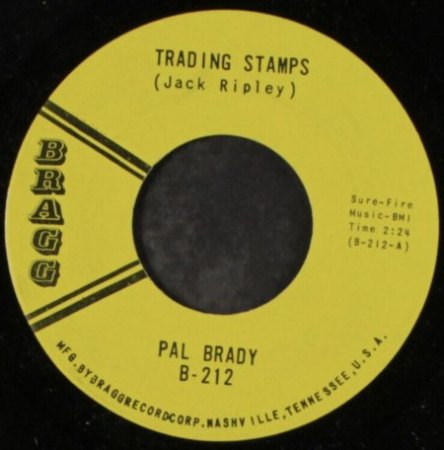 TRADING STAMPS
(Jack Ripley)
BRAGG
Sure-Fire
Music-BMI
Time 2:24
(B-212-A)
PAL BRADY
B-212
MFG. BY BRAGG RECORD CORP. NASHVILLE, TENNESSEE, U.S.A.